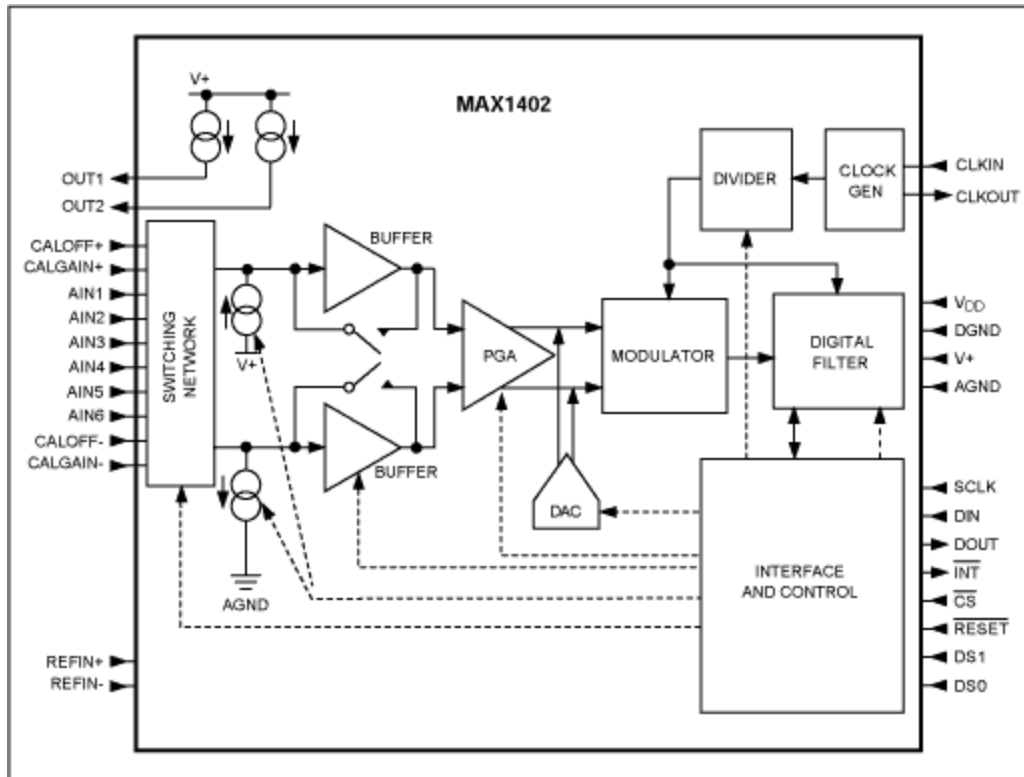 V+
MAX1402
OUT1
OUT2
DIVIDER
CLOCK
GEN
CLKIN
CLKOUT
CALOFF+
CALGAIN+
AIN1
AIN2
AIN3
AIN4
AIN5
AIN6
CALOFF-
CALGAIN-
SWITCHING
NETWORK
BUFFER
V+
PGA
MODULATOR
DIGITAL
FILTER
VDD
DGND
V+
AGND
BUFFER
DAC
AGND
INTERFACE
AND CONTROL
SCLK
DIN
DOUT
INT
CS
RESET
DS1
DS0
REFIN+
REFIN-